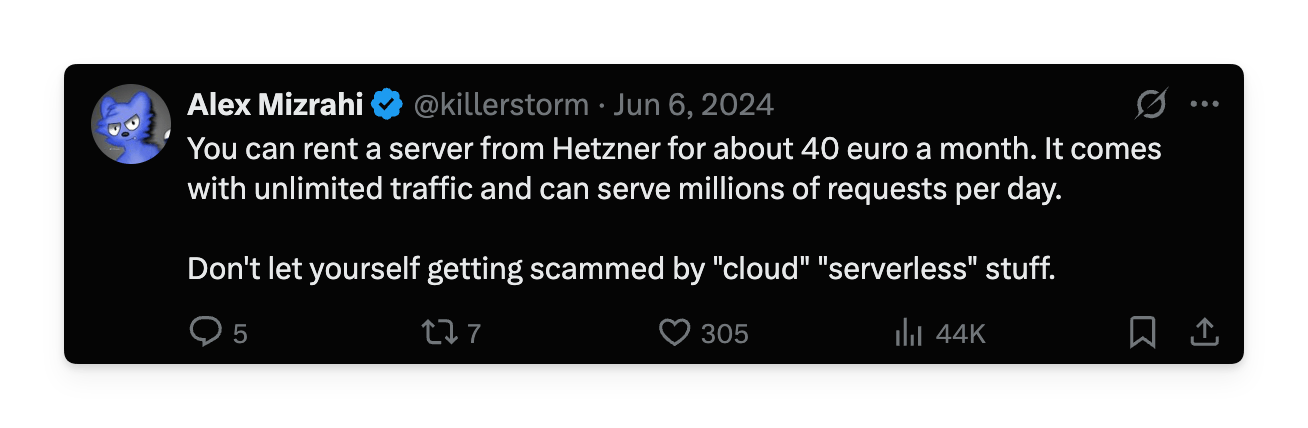 Alex Mizrahi @killerstorm · Jun 6, 2024
You can rent a server from Hetzner for about 40 euro a month. It comes
with unlimited traffic and can serve millions of requests per day.
Don't let yourself getting scammed by "cloud" "serverless" stuff.
5 7 305 44K